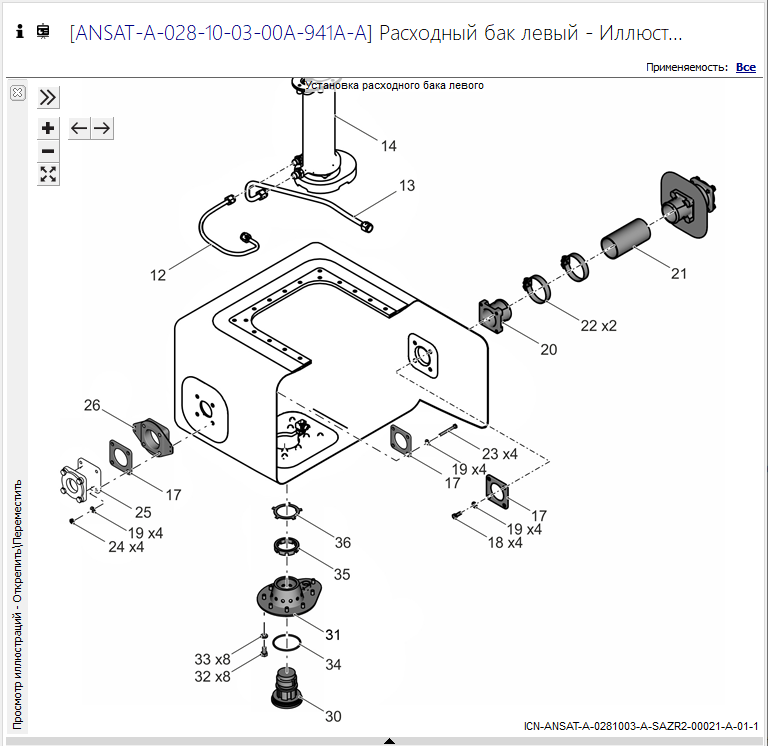 [ANSAT-A-028-10-03-00A-941A-A] Расходный бак левый - Иллюст...
Применяемость: Все
Установка расходного бака левого
14
13
12
21
22 x2
20
26
23 x4
19 x4
17
17
25
19 x4
24 x4
17
19 x4
18 x4
36
35
31
33 x8
34
32 x8
30
Просмотр иллюстраций - Открепить\Переместить
ICN-ANSAT-A-0281003-A-SAZR2-00021-A-01-1